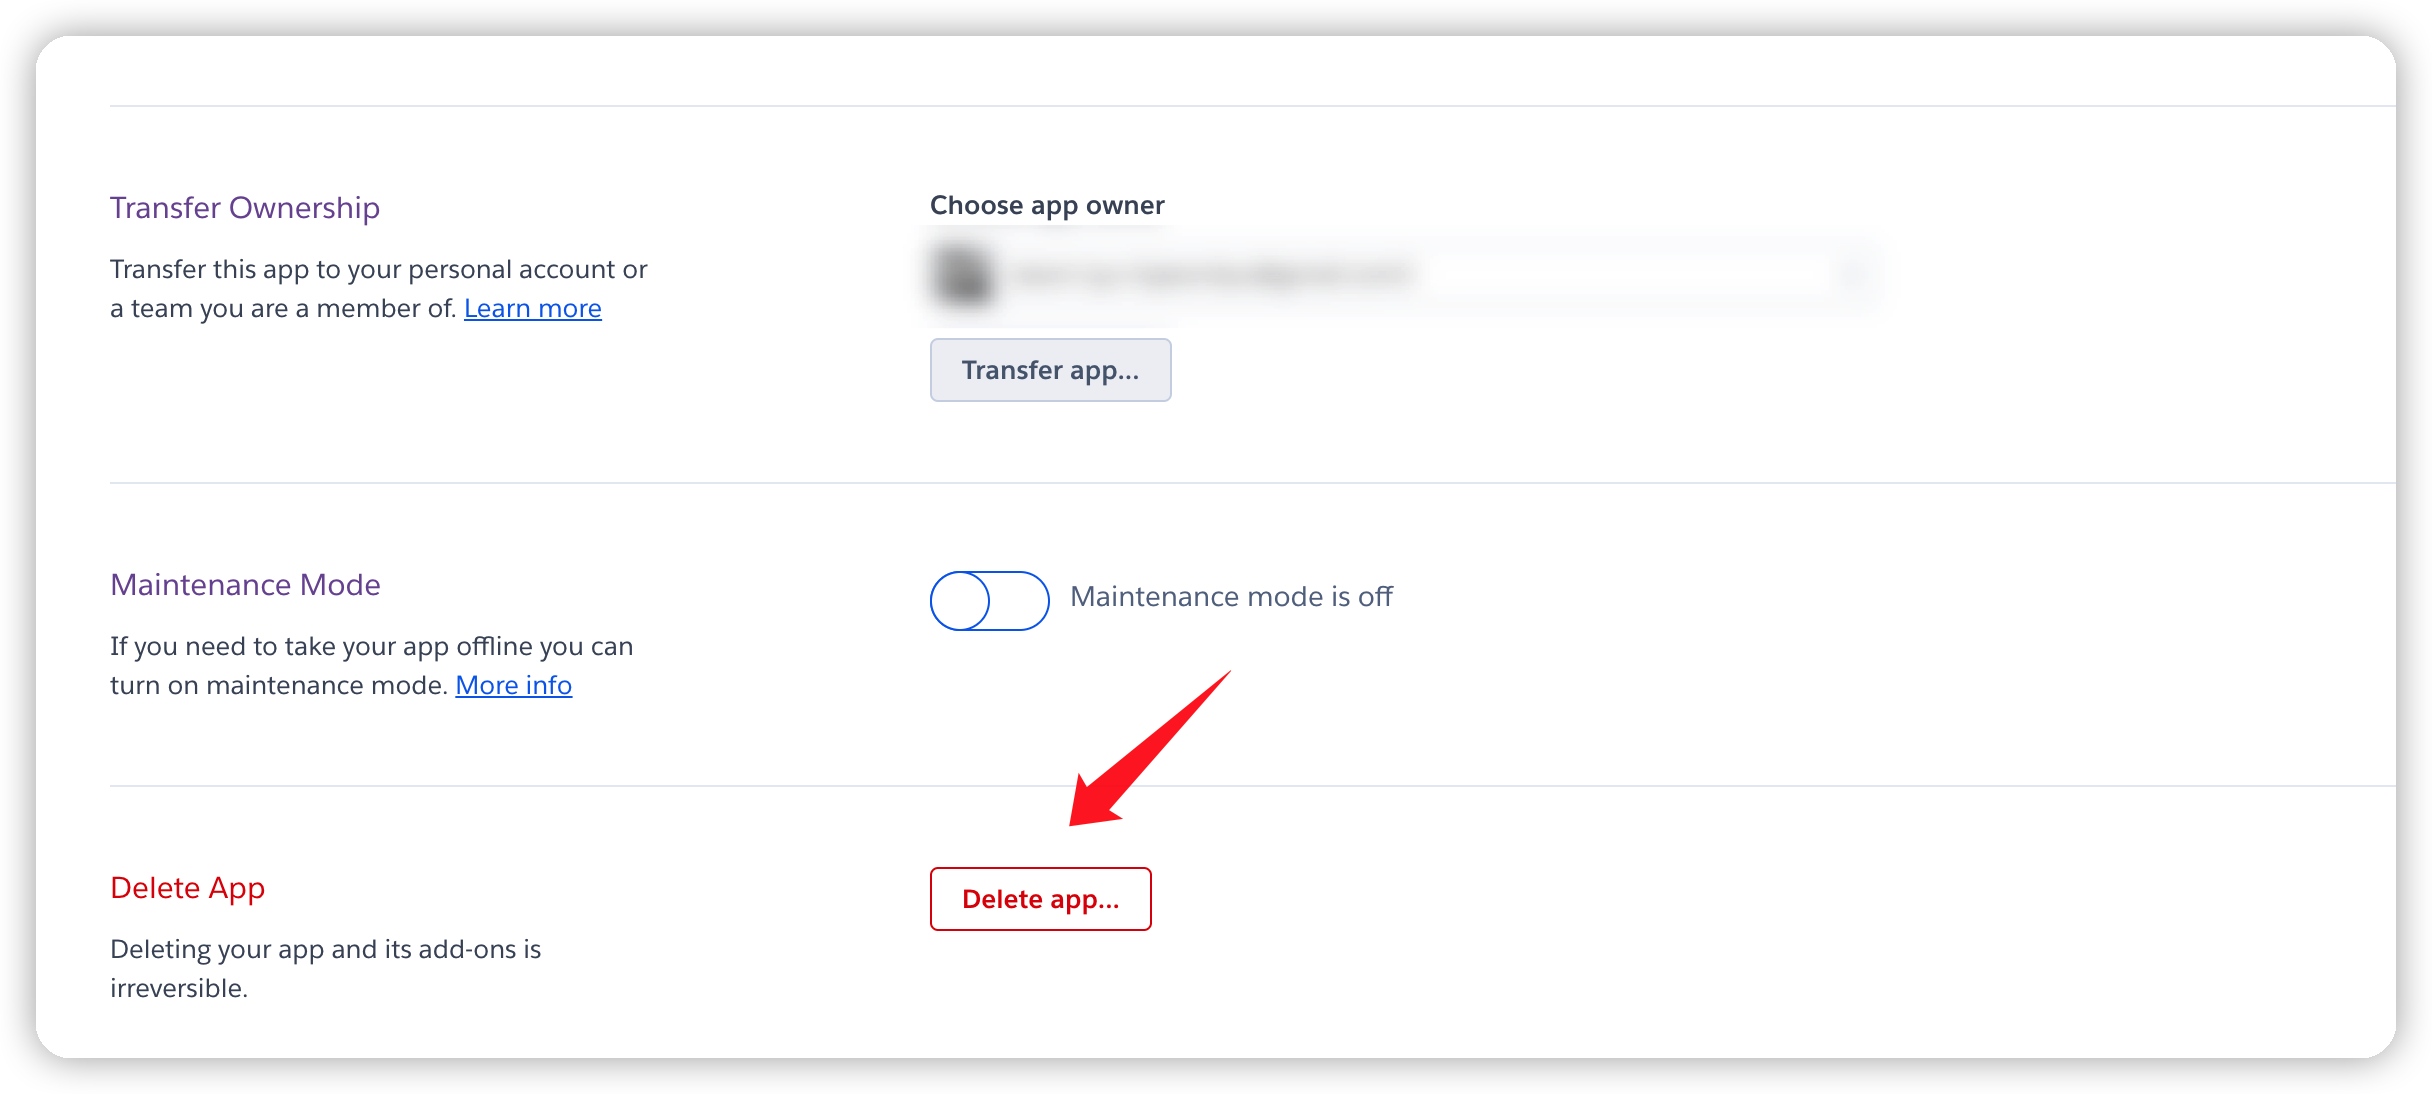 Transfer Ownership
Transfer this app to your personal account or
a team you are a member of. Learn more
Choose app owner
Transfer app...
Maintenance Mode
If you need to take your app offline you can
turn on maintenance mode. More info
Maintenance mode is off
Delete App
Deleting your app and its add-ons is
irreversible.
Delete app...